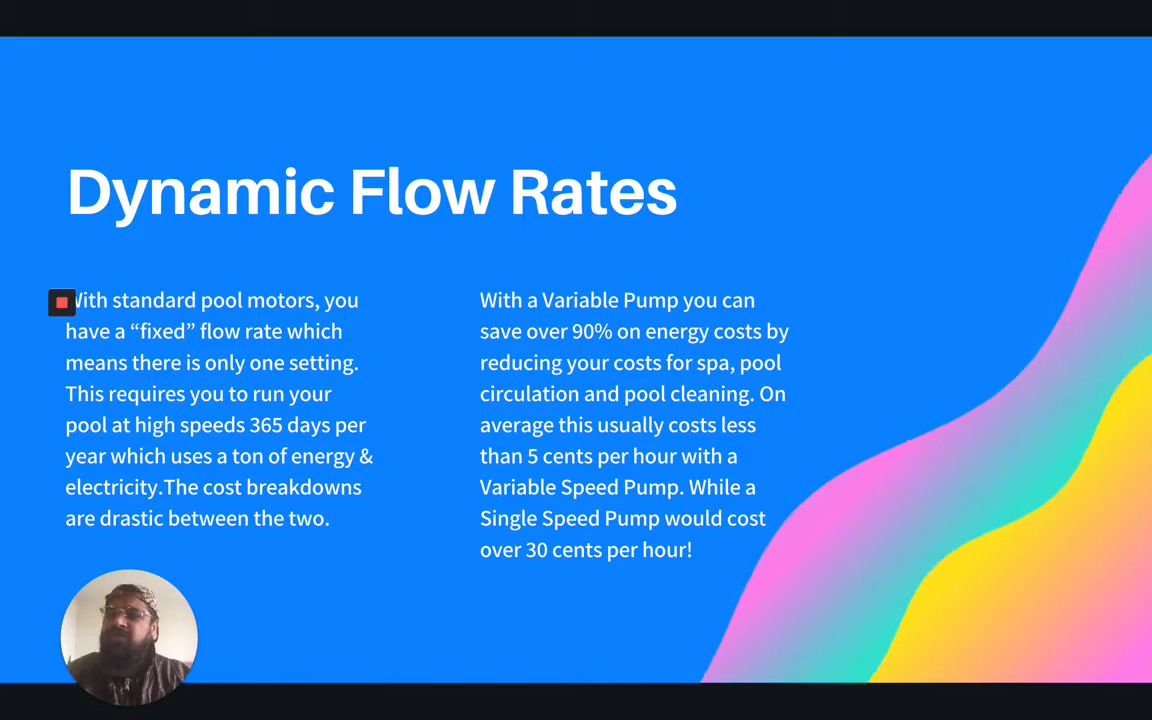 Dynamic Flow Rates
With standard pool motors, you
have a “fixed” flow rate which
means there is only one setting.
This requires you to run your
pool at high speeds 365 days per
year which uses a ton of energy &
electricity.The cost breakdowns
are drastic between the two.
With a Variable Pump you can
save over 90% on energy costs by
reducing your costs for spa, pool
circulation and pool cleaning. On
average this usually costs less
than 5 cents per hour with a
Variable Speed Pump. While a
Single Speed Pump would cost
over 30 cents per hour!